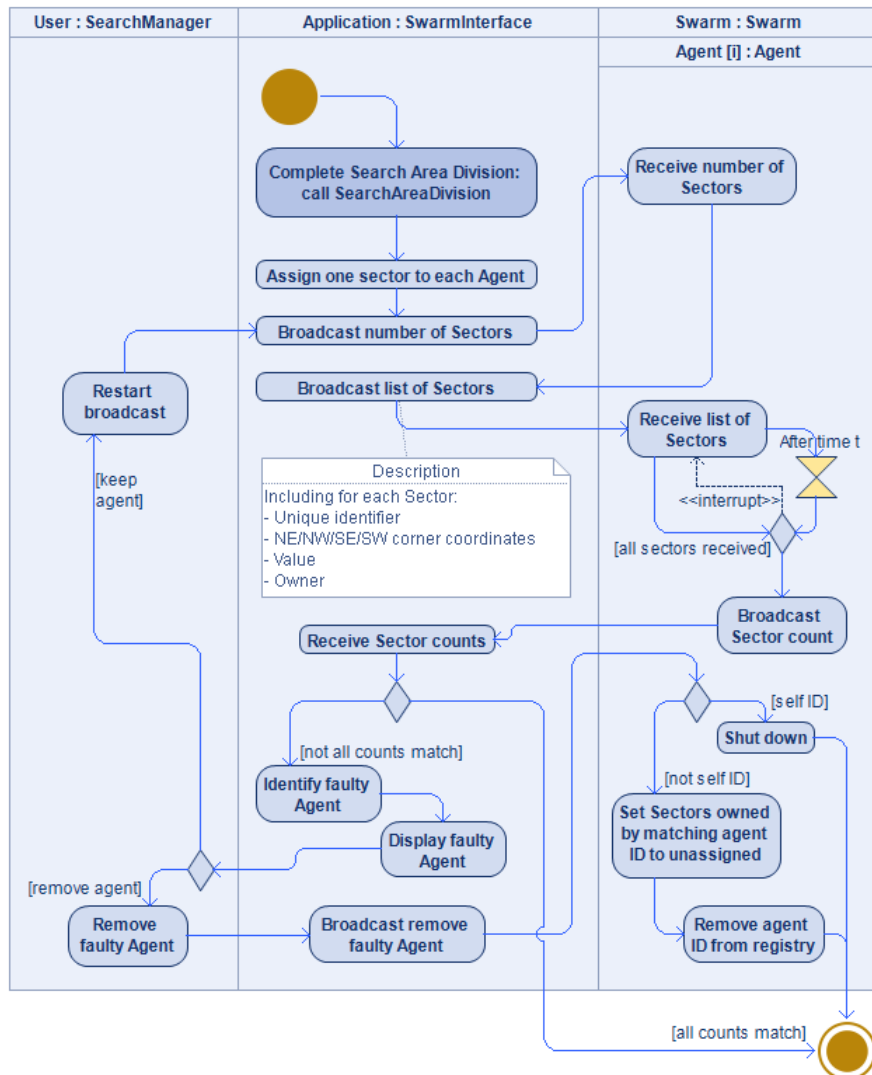 User : SearchManager
Application : SwarmInterface
Swarm : Swarm
Agent [i] : Agent
Complete Search Area Division:
call SearchAreaDivision
Receive number of
Sectors
Assign one sector to each Agent
Broadcast number of Sectors
Restart
broadcast
Broadcast list of Sectors
Receive list of
Sectors
After time t
[keep
agent]
Description
Including for each Sector:
- Unique identifier
- NE/NW/SE/SW corner coordinates
- Value
- Owner
<<interrupt>>
[all sectors received]
Broadcast
Sector count
Receive Sector counts
[self ID]
Shut down
[not all counts match]
[not self ID]
Identify faulty
Agent
Set Sectors owned
by matching agent
ID to unassigned
Display faulty
Agent
[remove agent]
Remove
faulty Agent
Broadcast remove
faulty Agent
Remove agent
ID from registry
[all counts match]